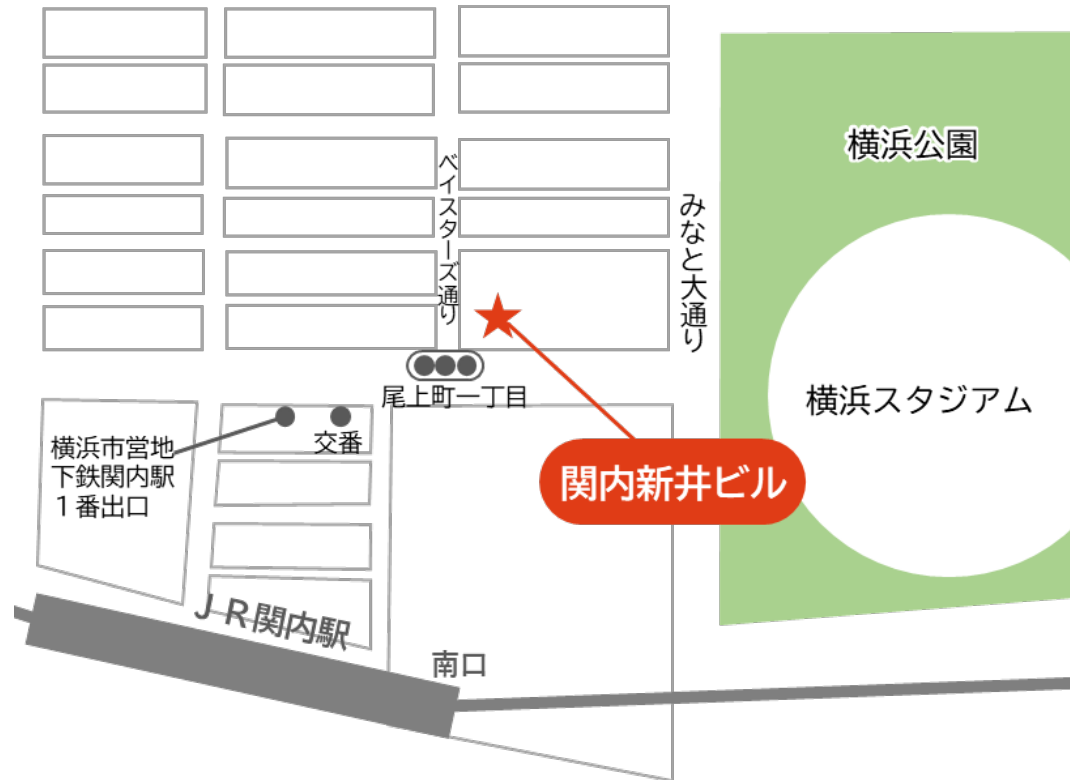 横浜公園
ベイスターズ通り
みなと大通り
横浜スタジアム
尾上町一丁目
交番
横浜市営地
下鉄関内駅
１番出口
関内新井ビル
ＪＲ関内駅
南口